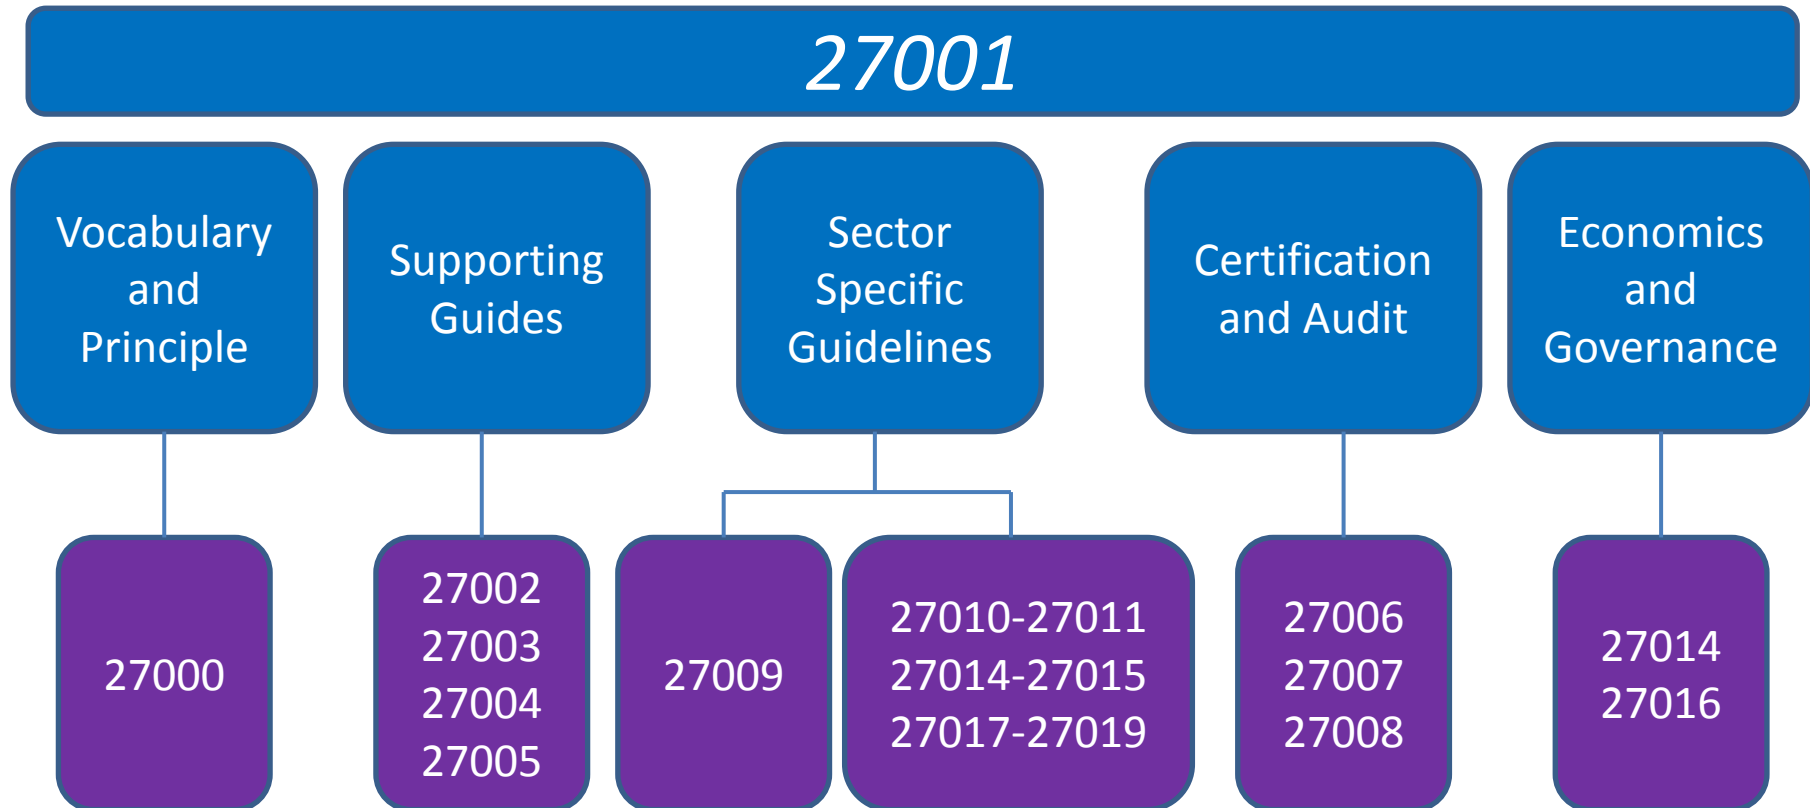 27001
Vocabulary
and
Principle
Supporting
Guides
Sector
Specific
Guidelines
Certification
and Audit
Economics
and
Governance
27000
27002
27003
27004
27005
27009
27010-27011
27014-27015
27017-27019
27006
27007
27008
27014
27016